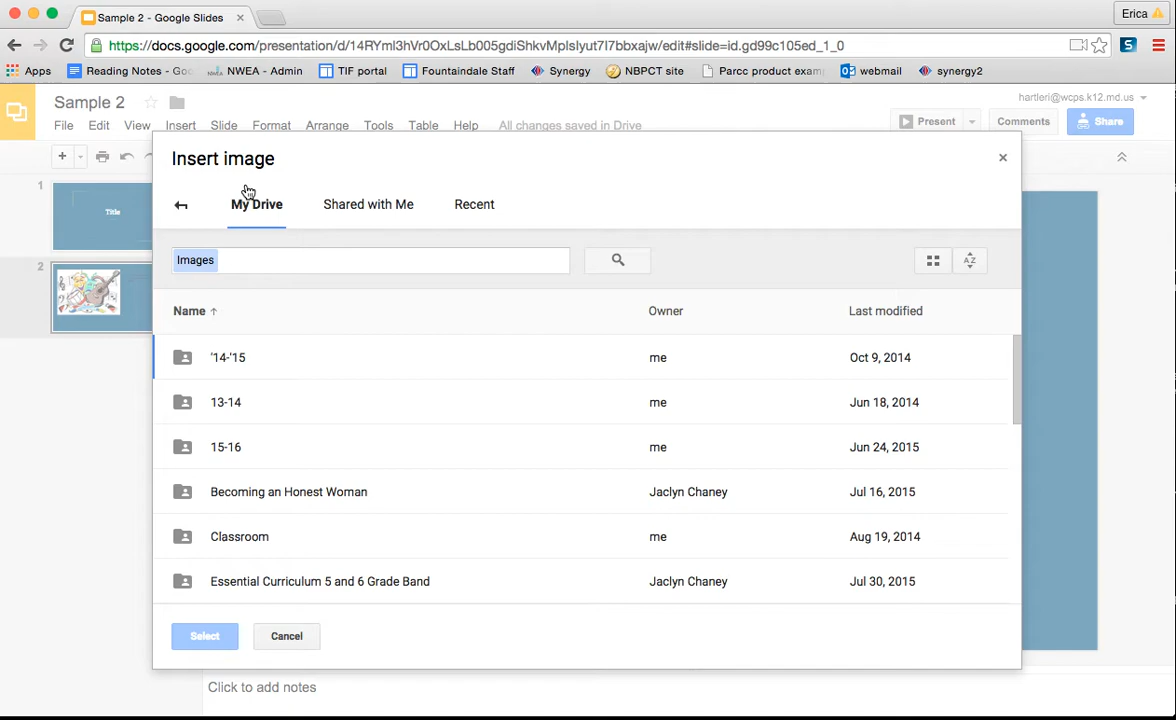 Sample 2 - Google Slides
Erica
https://docs.google.com/presentation/d/14RYml3hVr0OxLsLb005gdiShkvMpIsIyut7I7bbxajw/edit#slide=id.gd99c105ed_1_0
Apps Reading Notes - Goo NWEA - Admin TIF portal Fountaindale Staff Synergy NBPCT site Parcc product exam webmail synergy2
Sample 2
hartleri@wcps.k12.md.us
File Edit View Insert Slide Format Arrange Tools Table Help All changes saved in Drive
Present Comments Share
Insert image
My Drive Shared with Me Recent
Images
Name Owner Last modified
'14-'15 me Oct 9, 2014
13-14 me Jun 18, 2014
15-16 me Jun 24, 2015
Becoming an Honest Woman Jaclyn Chaney Jul 16, 2015
Classroom me Aug 19, 2014
Essential Curriculum 5 and 6 Grade Band Jaclyn Chaney Jul 30, 2015
Select Cancel
1
Title
2
Click to add notes